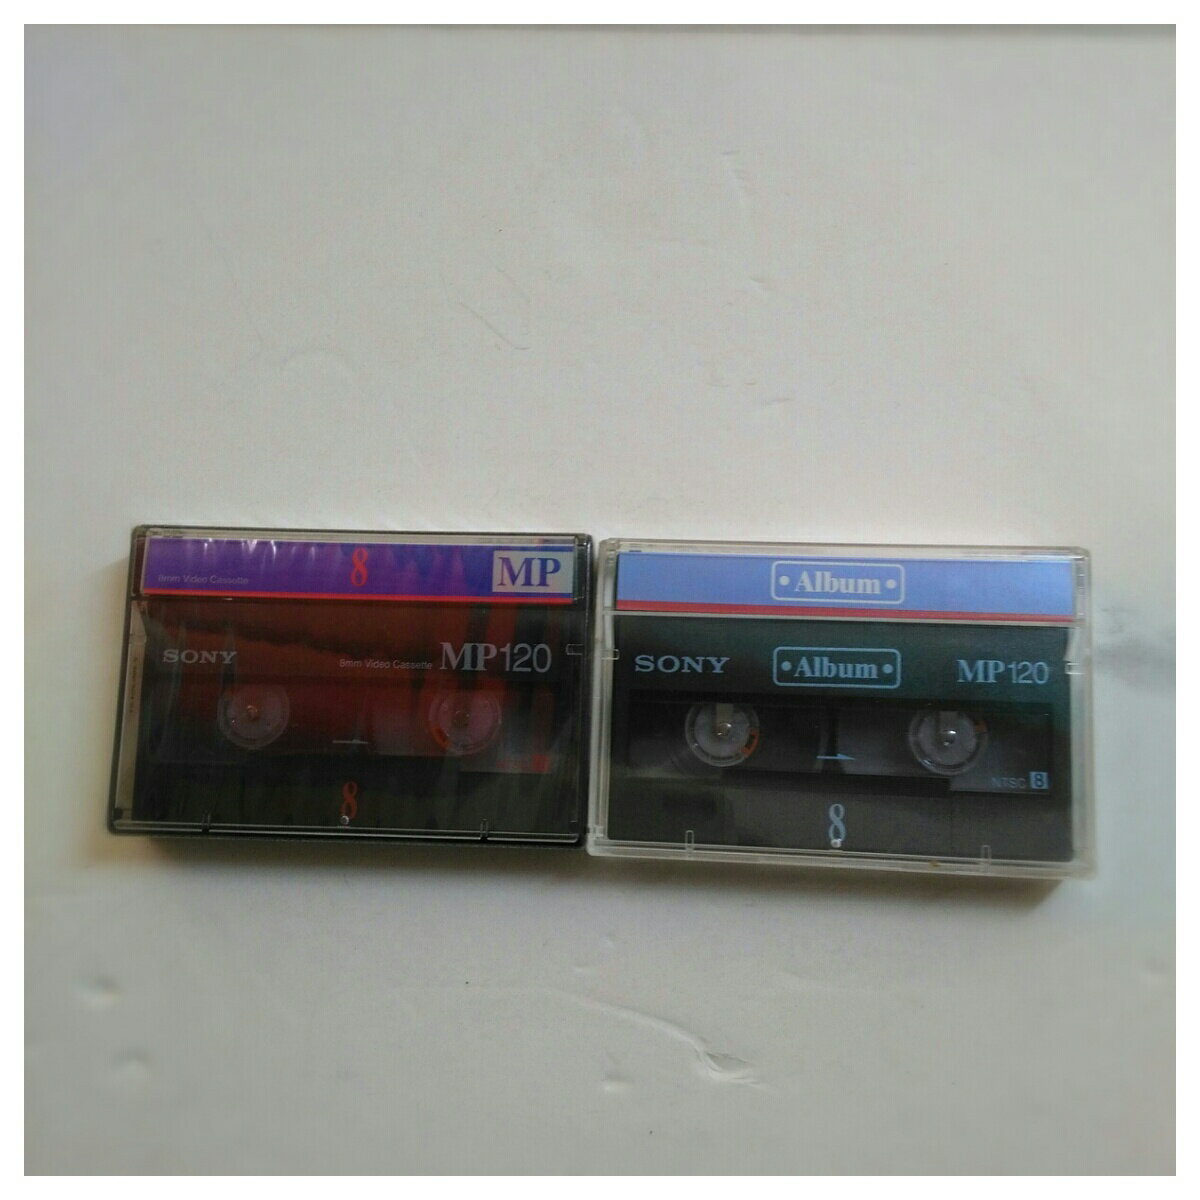 8mm Video Cassette 8 MP
SONY 8mm Video Cassette MP120
8
• Album •
SONY • Album • MP120
NTSC 8
8